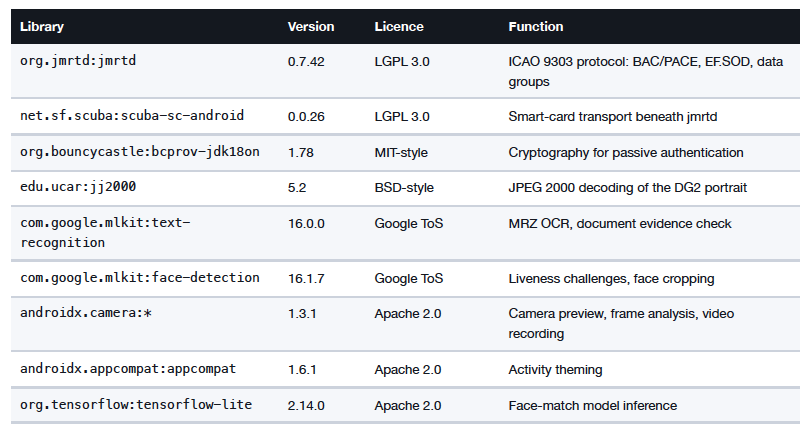 Library Version Licence Function
org.jmrtd:jmrtd 0.7.42 LGPL 3.0 ICAO 9303 protocol: BAC/PACE, EF.SOD, data
groups
net.sf.scuba:scuba-sc-android 0.0.26 LGPL 3.0 Smart-card transport beneath jmrtd
org.bouncycastle:bcprov-jdk18on 1.78 MIT-style Cryptography for passive authentication
edu.ucar:jj2000 5.2 BSD-style JPEG 2000 decoding of the DG2 portrait
com.google.mlkit:text- 16.0.0 Google ToS MRZ OCR, document evidence check
recognition
com.google.mlkit:face-detection 16.1.7 Google ToS Liveness challenges, face cropping
androidx.camera:* 1.3.1 Apache 2.0 Camera preview, frame analysis, video
recording
androidx.appcompat:appcompat 1.6.1 Apache 2.0 Activity theming
org.tensorflow:tensorflow-lite 2.14.0 Apache 2.0 Face-match model inference